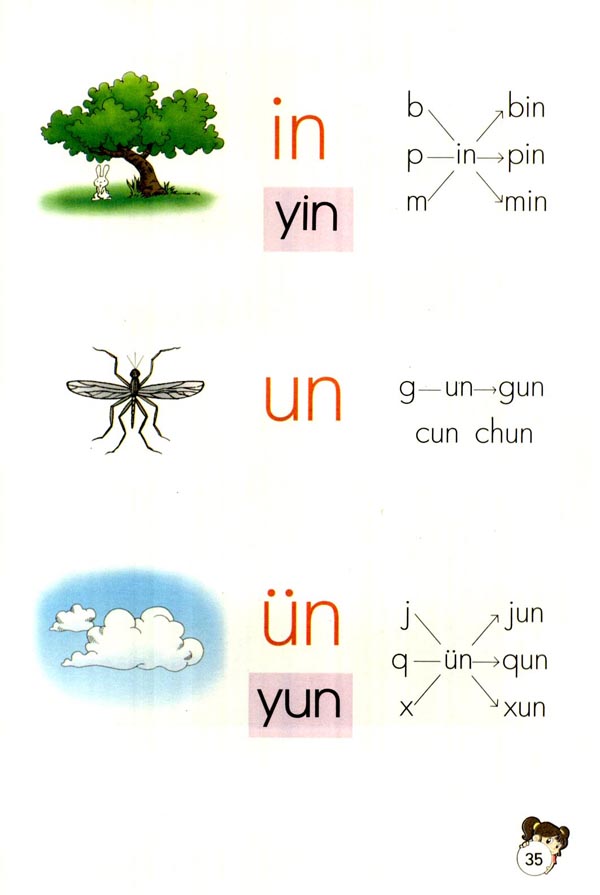 in
yin
b bin
p in pin
m min
un
g un gun
cun chun
ün
yun
j jun
q ün qun
x xun
35